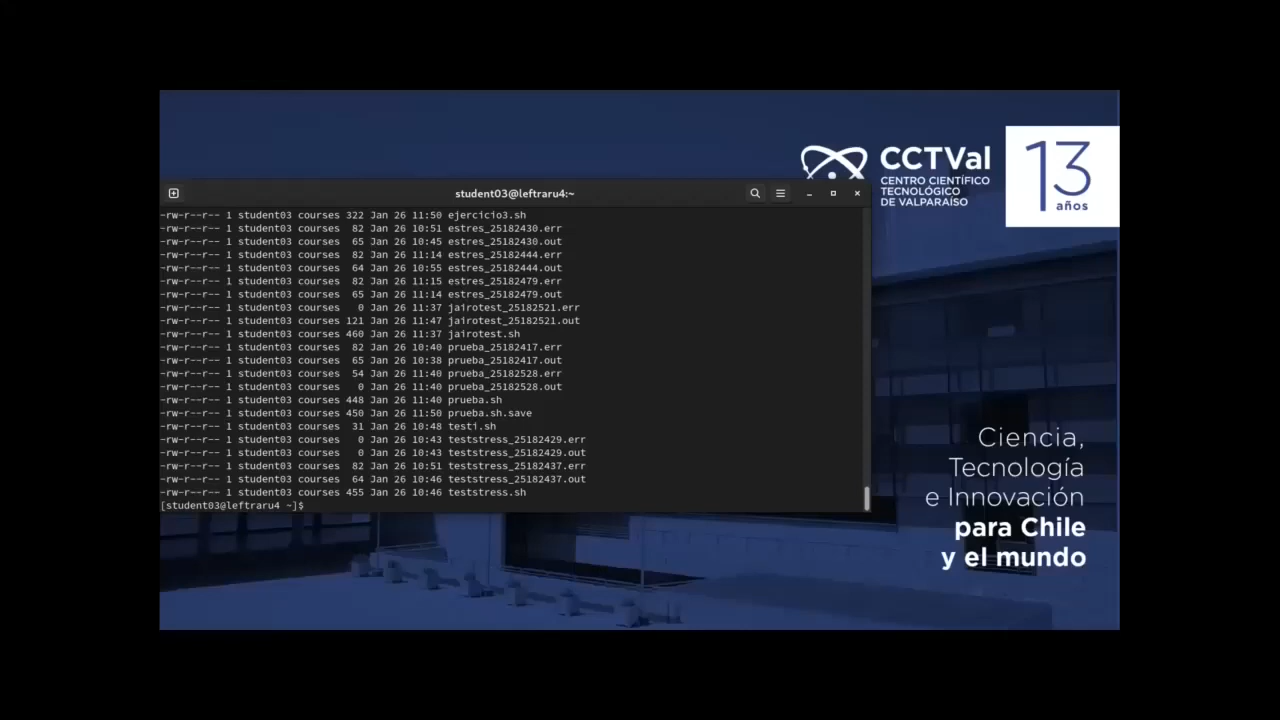 CCTVal
CENTRO CIENTÍFICO
TECNOLÓGICO
DE VALPARAÍSO
13
años
student03@leftraru4:~
-rw-r--r-- 1 student03 courses 322 Jan 26 11:50 ejercicio3.sh
-rw-r--r-- 1 student03 courses  82 Jan 26 10:51 estres_25182430.err
-rw-r--r-- 1 student03 courses  65 Jan 26 10:45 estres_25182430.out
-rw-r--r-- 1 student03 courses  82 Jan 26 11:14 estres_25182444.err
-rw-r--r-- 1 student03 courses  64 Jan 26 10:55 estres_25182444.out
-rw-r--r-- 1 student03 courses  82 Jan 26 11:15 estres_25182479.err
-rw-r--r-- 1 student03 courses  65 Jan 26 11:14 estres_25182479.out
-rw-r--r-- 1 student03 courses   0 Jan 26 11:37 jairotest_25182521.err
-rw-r--r-- 1 student03 courses 121 Jan 26 11:47 jairotest_25182521.out
-rw-r--r-- 1 student03 courses 460 Jan 26 11:37 jairotest.sh
-rw-r--r-- 1 student03 courses  82 Jan 26 10:40 prueba_25182417.err
-rw-r--r-- 1 student03 courses  65 Jan 26 10:38 prueba_25182417.out
-rw-r--r-- 1 student03 courses  54 Jan 26 11:40 prueba_25182528.err
-rw-r--r-- 1 student03 courses   0 Jan 26 11:40 prueba_25182528.out
-rw-r--r-- 1 student03 courses 448 Jan 26 11:40 prueba.sh
-rw-r--r-- 1 student03 courses 450 Jan 26 11:50 prueba.sh.save
-rw-r--r-- 1 student03 courses  31 Jan 26 10:48 testi.sh
-rw-r--r-- 1 student03 courses   0 Jan 26 10:43 teststress_25182429.err
-rw-r--r-- 1 student03 courses   0 Jan 26 10:43 teststress_25182429.out
-rw-r--r-- 1 student03 courses  82 Jan 26 10:51 teststress_25182437.err
-rw-r--r-- 1 student03 courses  64 Jan 26 10:46 teststress_25182437.out
-rw-r--r-- 1 student03 courses 455 Jan 26 10:46 teststress.sh
[student03@leftraru4 ~]$
Ciencia,
Tecnología
e Innovación
para Chile
y el mundo